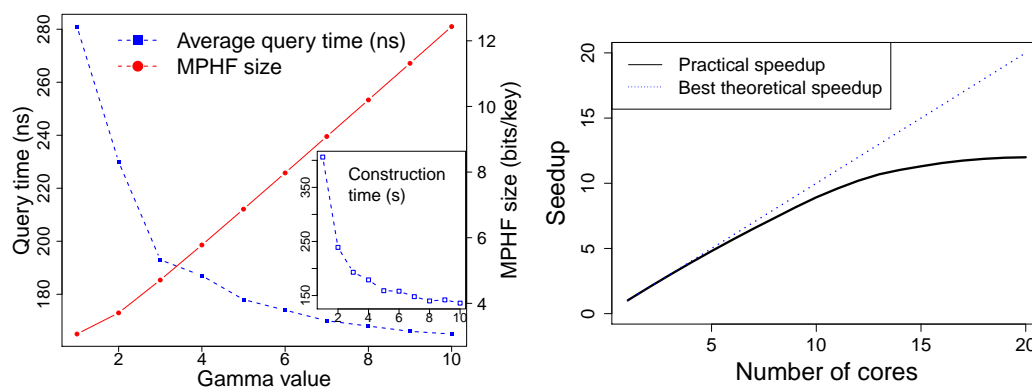 Average query time (ns)
MPHF size
Query time (ns)
160 180 200 220 240 260 280
Construction
time (s)
150 250 350
2 4 6 8 10
4 6 8 10 12
MPHF size (bits/key)
2 4 6 8 10
Gamma value
Practical speedup
Best theoretical speedup
Seedup
0 5 10 15 20
5 10 15 20
Number of cores